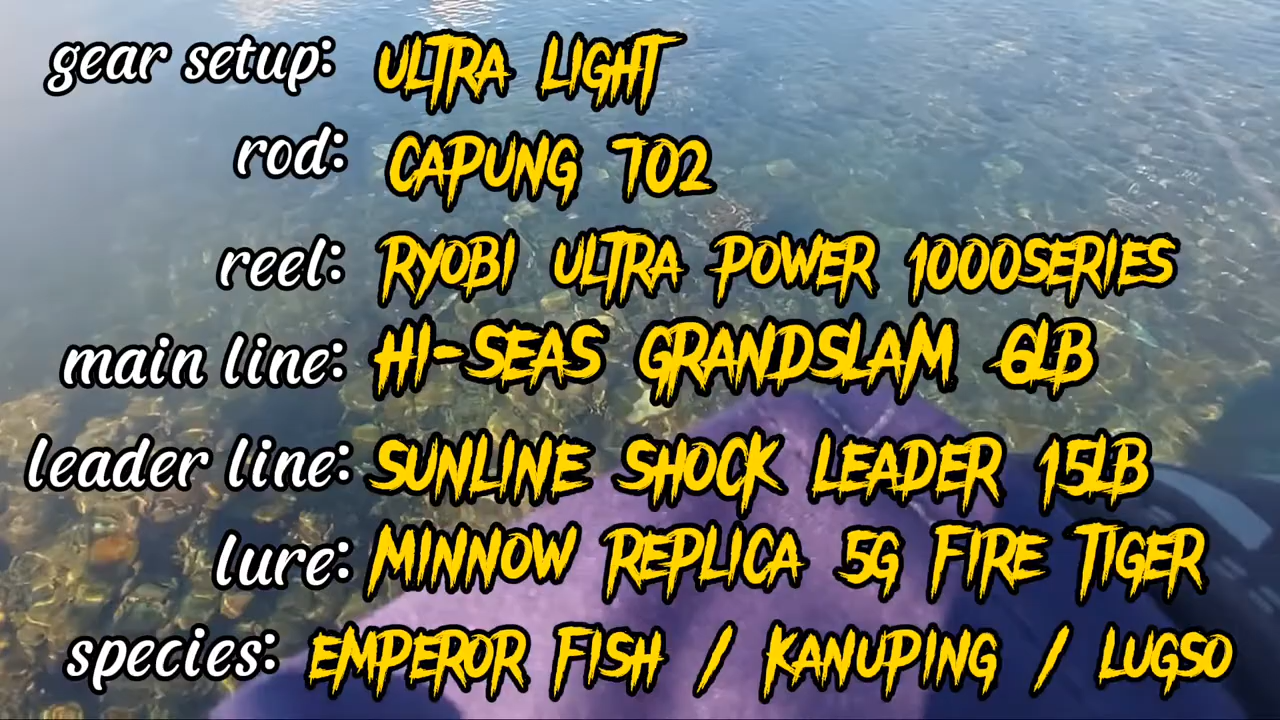 gear setup: ULTRA LIGHT
rod: CAPUNG 702
reel: RYOBI ULTRA POWER 1000SERIES
main line: HI-SEAS GRANDSLAM 6LB
leader line: SUNLINE SHOCK LEADER 15LB
lure: MINNOW REPLICA 5G FIRE TIGER
species: EMPEROR FISH / KANUPING / LUGSO